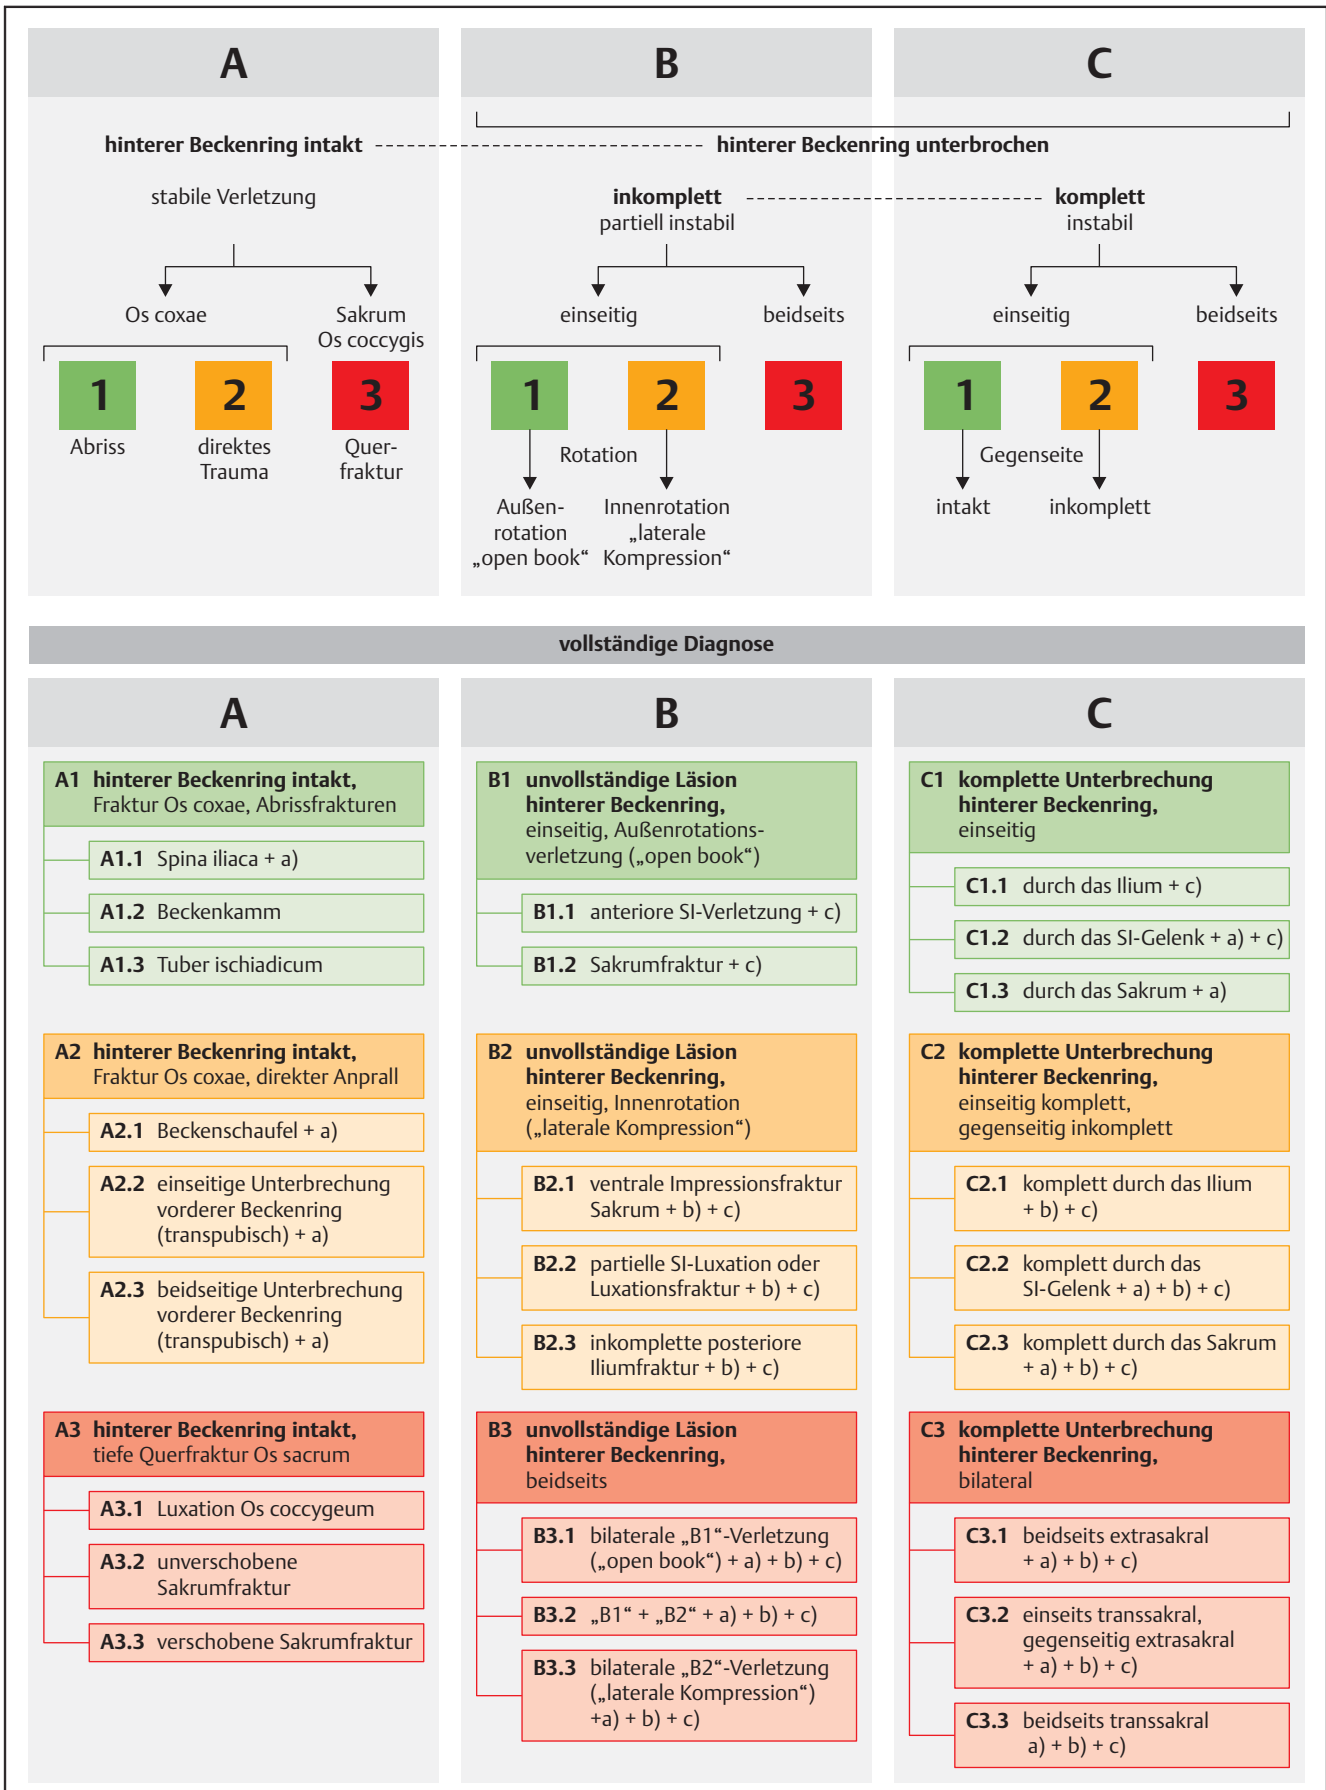 A
B
C
hinterer Beckenring intakt
hinterer Beckenring unterbrochen
stabile Verletzung
inkomplett
partiell instabil
komplett
instabil
Os coxae
Sakrum
Os coccygis
einseitig
beidseits
einseitig
beidseits
1
2
3
1
2
3
1
2
3
Abriss
direktes
Trauma
Quer-
fraktur
Rotation
Gegenseite
Außen-
rotation
„open book“
Innenrotation
„laterale
Kompression“
intakt
inkomplett
vollständige Diagnose
A
A1 hinterer Beckenring intakt,
Fraktur Os coxae, Abrissfrakturen
A1.1 Spina iliaca + a)
A1.2 Beckenkamm
A1.3 Tuber ischiadicum
A2 hinterer Beckenring intakt,
Fraktur Os coxae, direkter Anprall
A2.1 Beckenschaufel + a)
A2.2 einseitige Unterbrechung
vorderer Beckenring
(transpubisch) + a)
A2.3 beidseitige Unterbrechung
vorderer Beckenring
(transpubisch) + a)
A3 hinterer Beckenring intakt,
tiefe Querfraktur Os sacrum
A3.1 Luxation Os coccygeum
A3.2 unverschobene
Sakrumfraktur
A3.3 verschobene Sakrumfraktur
B
B1 unvollständige Läsion
hinterer Beckenring,
einseitig, Außenrotations-
verletzung („open book“)
B1.1 anteriore SI-Verletzung + c)
B1.2 Sakrumfraktur + c)
B2 unvollständige Läsion
hinterer Beckenring,
einseitig, Innenrotation
(„laterale Kompression“)
B2.1 ventrale Impressionsfraktur
Sakrum + b) + c)
B2.2 partielle SI-Luxation oder
Luxationsfraktur + b) + c)
B2.3 inkomplette posteriore
Iliumfraktur + b) + c)
B3 unvollständige Läsion
hinterer Beckenring,
beidseits
B3.1 bilaterale „B1“-Verletzung
(„open book“) + a) + b) + c)
B3.2 „B1“ + „B2“ + a) + b) + c)
B3.3 bilaterale „B2“-Verletzung
(„laterale Kompression“)
+a) + b) + c)
C
C1 komplette Unterbrechung
hinterer Beckenring,
einseitig
C1.1 durch das Ilium + c)
C1.2 durch das SI-Gelenk + a) + c)
C1.3 durch das Sakrum + a)
C2 komplette Unterbrechung
hinterer Beckenring,
einseitig komplett,
gegenseitig inkomplett
C2.1 komplett durch das Ilium
+ b) + c)
C2.2 komplett durch das
SI-Gelenk + a) + b) + c)
C2.3 komplett durch das Sakrum
+ a) + b) + c)
C3 komplette Unterbrechung
hinterer Beckenring,
bilateral
C3.1 beidseits extrasakral
+ a) + b) + c)
C3.2 einseits transsakral,
gegenseitig extrasakral
+ a) + b) + c)
C3.3 beidseits transsakral
a) + b) + c)